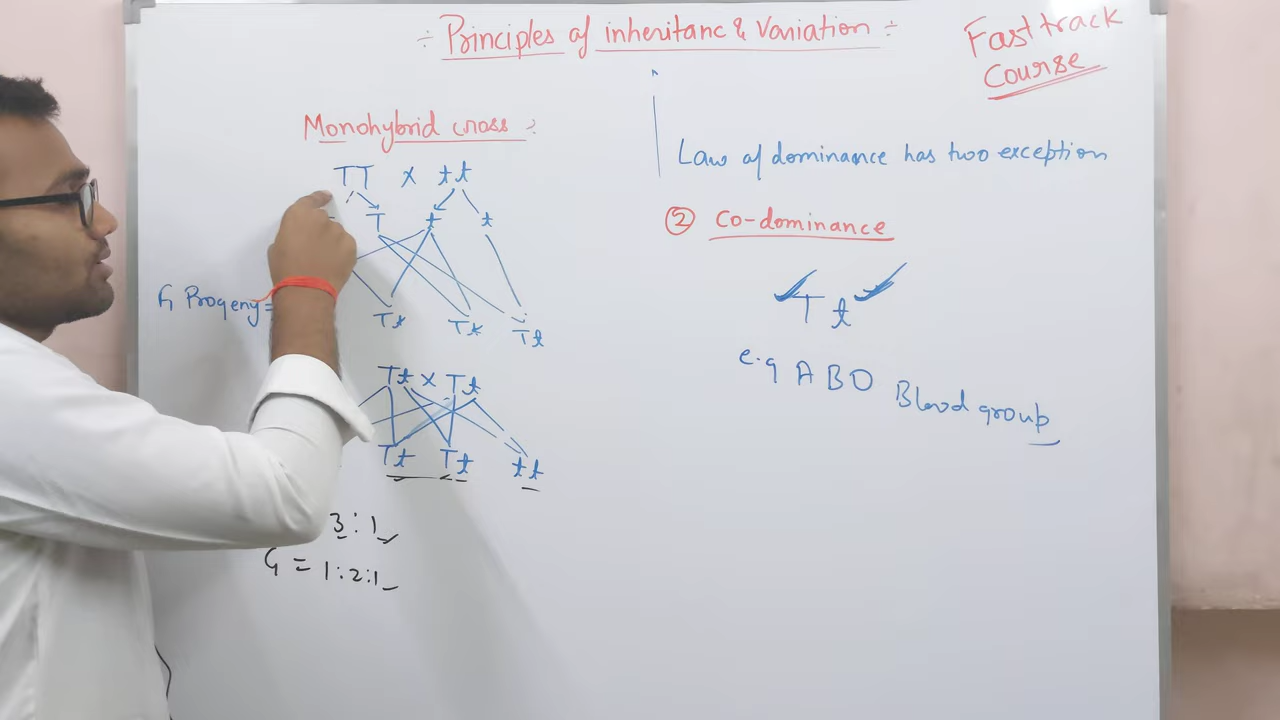 ÷ Principles of inheritanc & Variation ÷
Fast track
Course
Monohybrid cross :
TT x tt
T t t
F1 Progeny =
Tt Tt Tt
Tt x Tt
Tt Tt tt
3:1
G = 1:2:1
Law of dominance has two exception
② Co-dominance
T t
e.g A B O Blood group